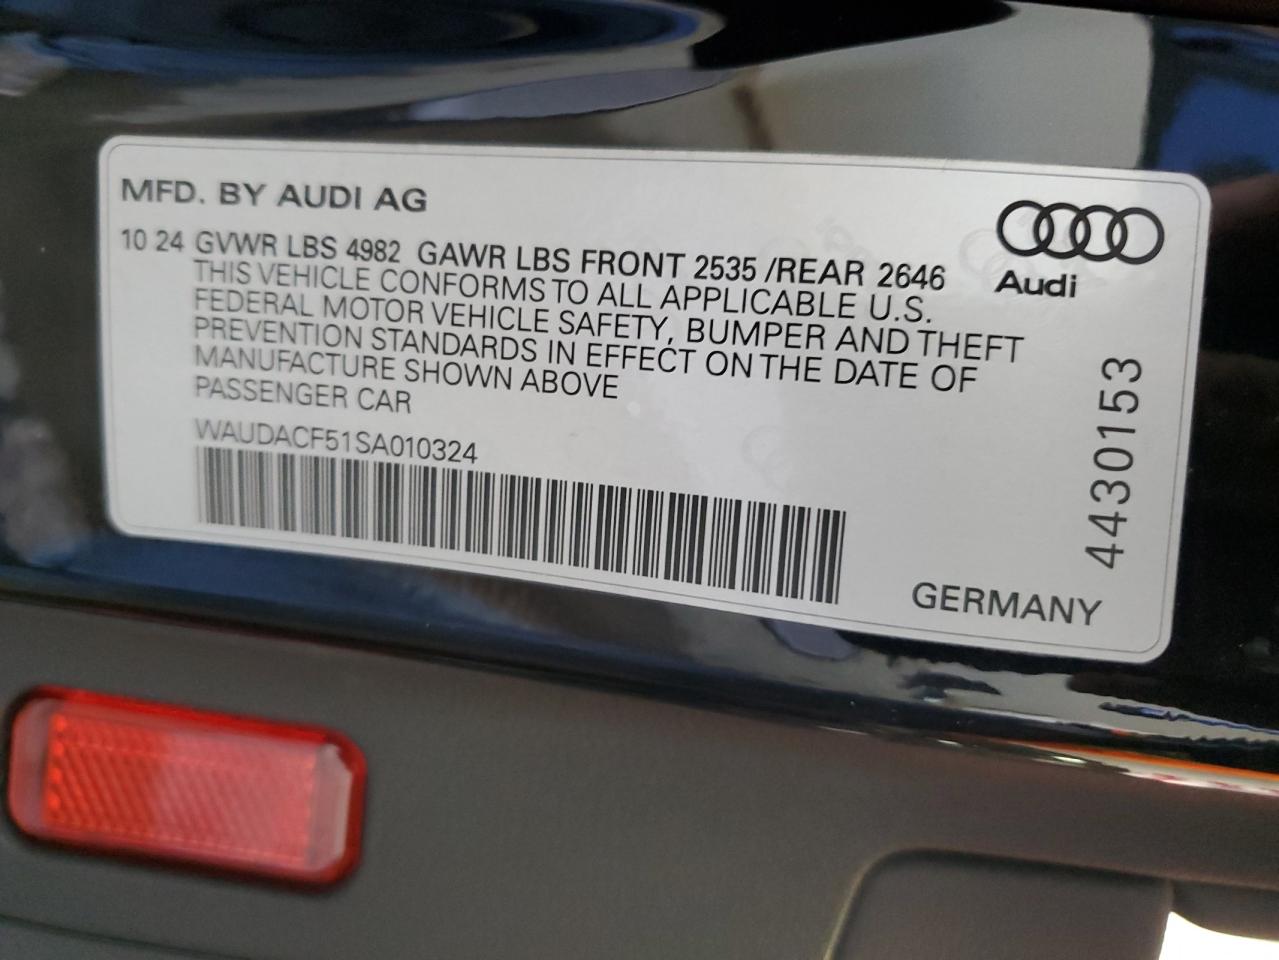 MFD. BY AUDI AG
10 24 GVWR LBS 4982 GAWR LBS FRONT 2535 /REAR 2646
THIS VEHICLE CONFORMS TO ALL APPLICABLE U.S.
FEDERAL MOTOR VEHICLE SAFETY, BUMPER AND THEFT
PREVENTION STANDARDS IN EFFECT ON THE DATE OF
MANUFACTURE SHOWN ABOVE
PASSENGER CAR
WAUDACF51SA010324
Audi
4430153
GERMANY